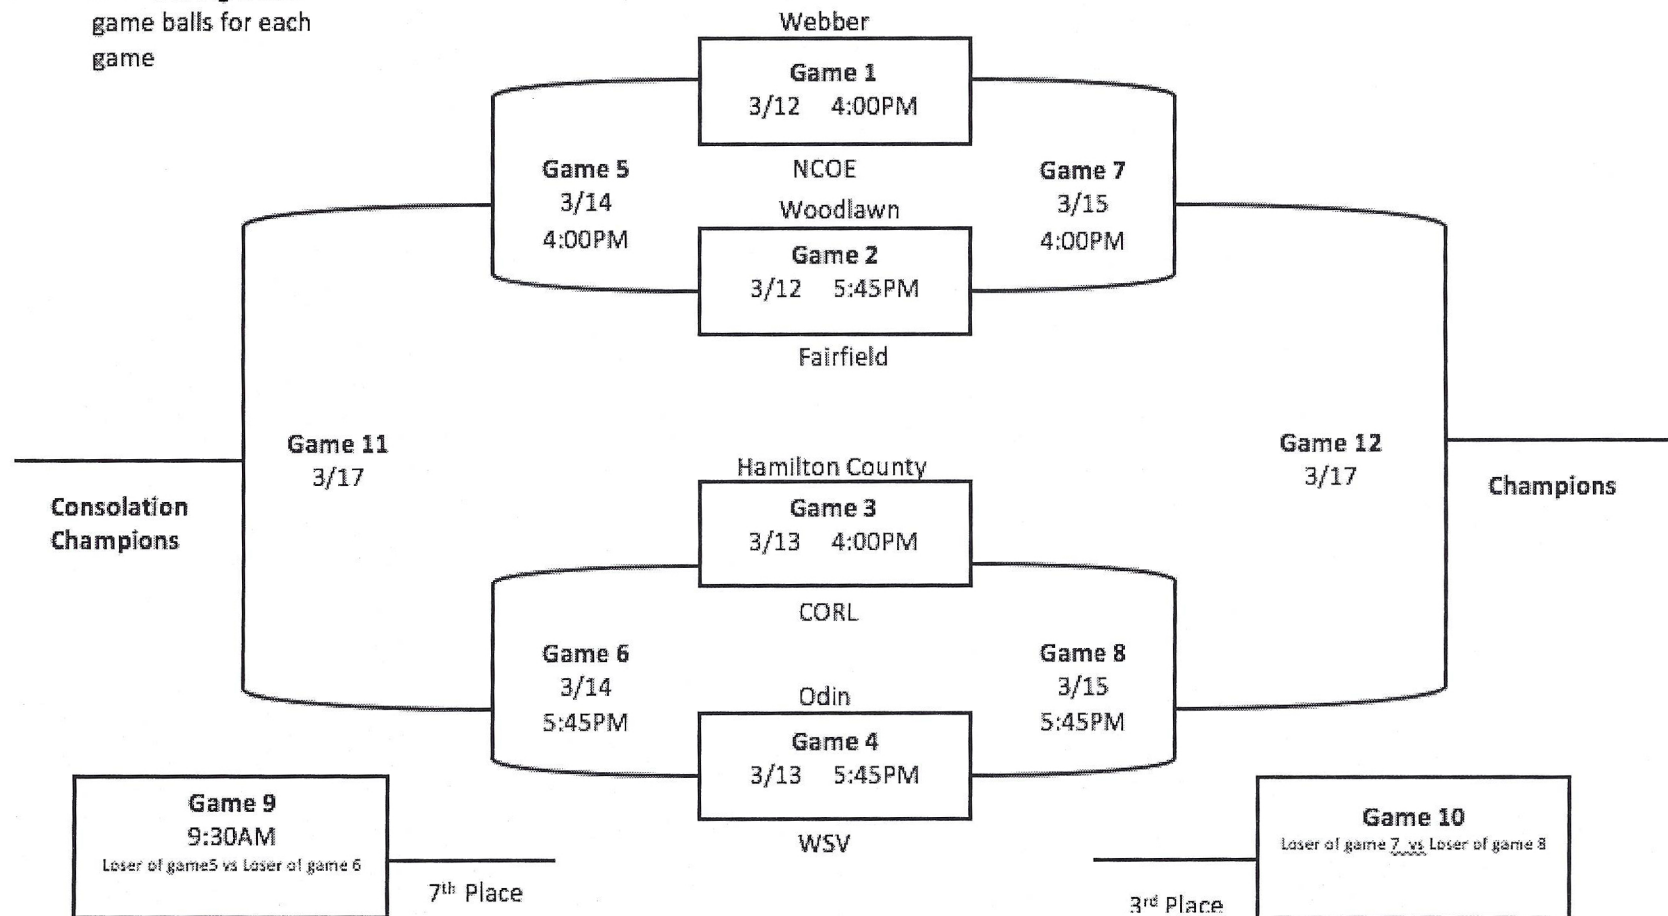 game balls for each
game
Webber
Game 1
3/12 4:00PM
NCOE
Game 5
3/14
4:00PM
Game 7
3/15
4:00PM
Woodlawn
Game 2
3/12 5:45PM
Fairfield
Game 11
3/17
Game 12
3/17
Consolation
Champions
Champions
Hamilton County
Game 3
3/13 4:00PM
CORL
Game 6
3/14
5:45PM
Game 8
3/15
5:45PM
Odin
Game 4
3/13 5:45PM
WSV
Game 9
9:30AM
Loser of game5 vs Loser of game 6
7th Place
Game 10
Loser of game 7 vs Loser of game 8
3rd Place